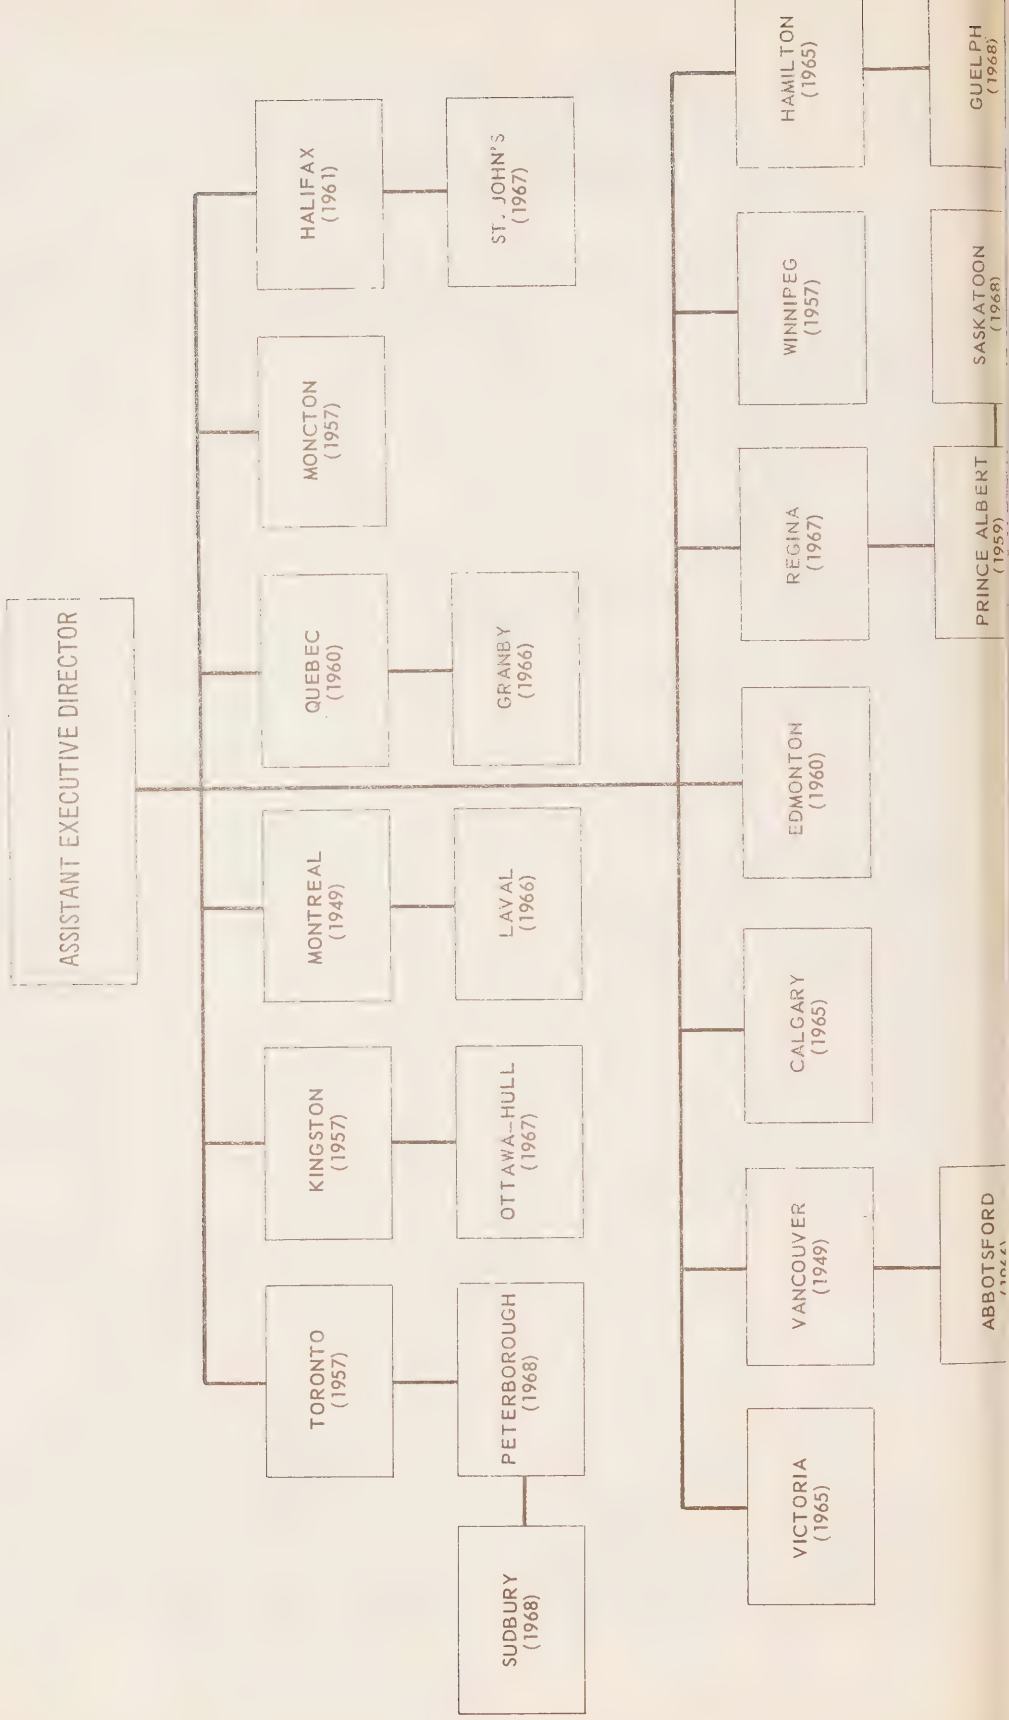 ASSISTANT EXECUTIVE DIRECTOR
TORONTO
(1957)
KINGSTON
(1957)
MONTREAL
(1949)
QUEBEC
(1960)
MONCTON
(1957)
HALIFAX
(1961)
SUDBURY
(1968)
PETERBOROUGH
(1968)
OTTAWA-HULL
(1967)
LAVAL
(1966)
GRANBY
(1966)
ST. JOHN'S
(1967)
VICTORIA
(1965)
VANCOUVER
(1949)
CALGARY
(1965)
EDMONTON
(1960)
REGINA
(1967)
WINNIPEG
(1957)
HAMILTON
(1965)
ABBOTSFORD
(1966)
PRINCE ALBERT
(1959)
SASKATOON
(1968)
GUELPH
(1968)